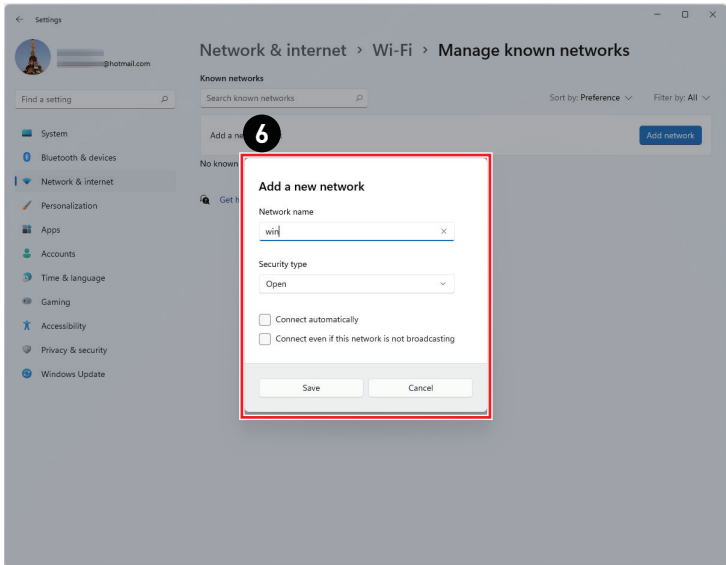 Settings
@hotmail.com
Find a setting
System
Bluetooth & devices
Network & internet
Personalization
Apps
Accounts
Time & language
Gaming
Accessibility
Privacy & security
Windows Update
Network & internet > Wi-Fi > Manage known networks
Known networks
Search known networks
Sort by: Preference
Filter by: All
Add a ne
6
Add network
No known
Get h
Add a new network
Network name
win
Security type
Open
Connect automatically
Connect even if this network is not broadcasting
Save
Cancel